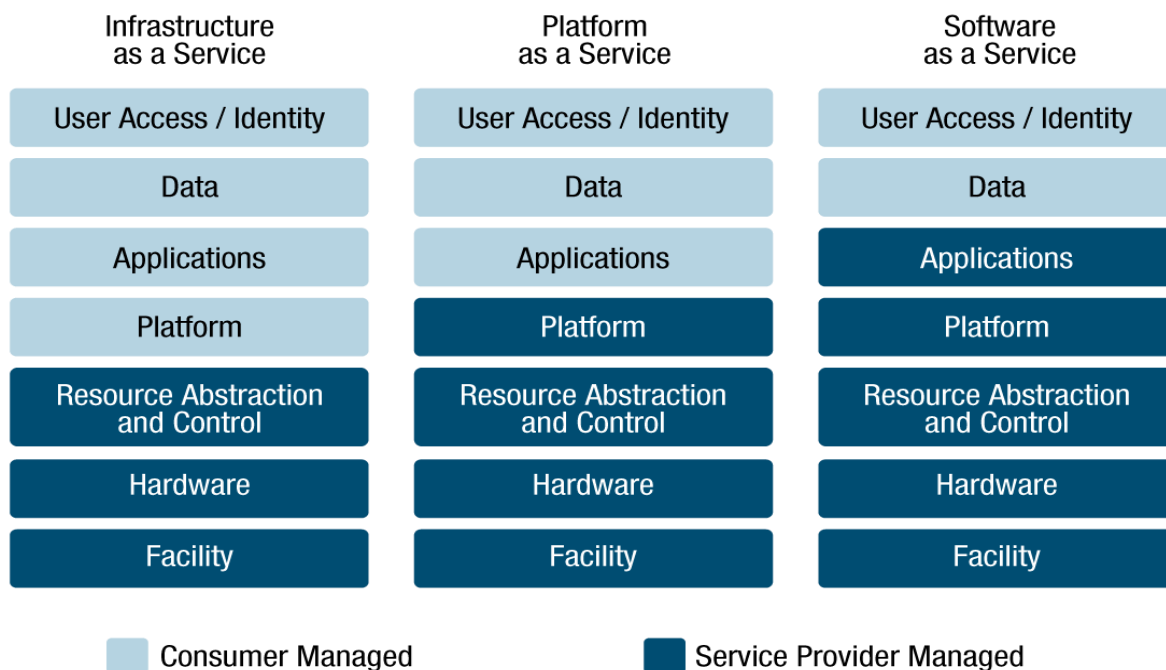 Infrastructure
as a Service
User Access / Identity
Data
Applications
Platform
Resource Abstraction
and Control
Hardware
Facility
Platform
as a Service
User Access / Identity
Data
Applications
Platform
Resource Abstraction
and Control
Hardware
Facility
Software
as a Service
User Access / Identity
Data
Applications
Platform
Resource Abstraction
and Control
Hardware
Facility
Consumer Managed
Service Provider Managed